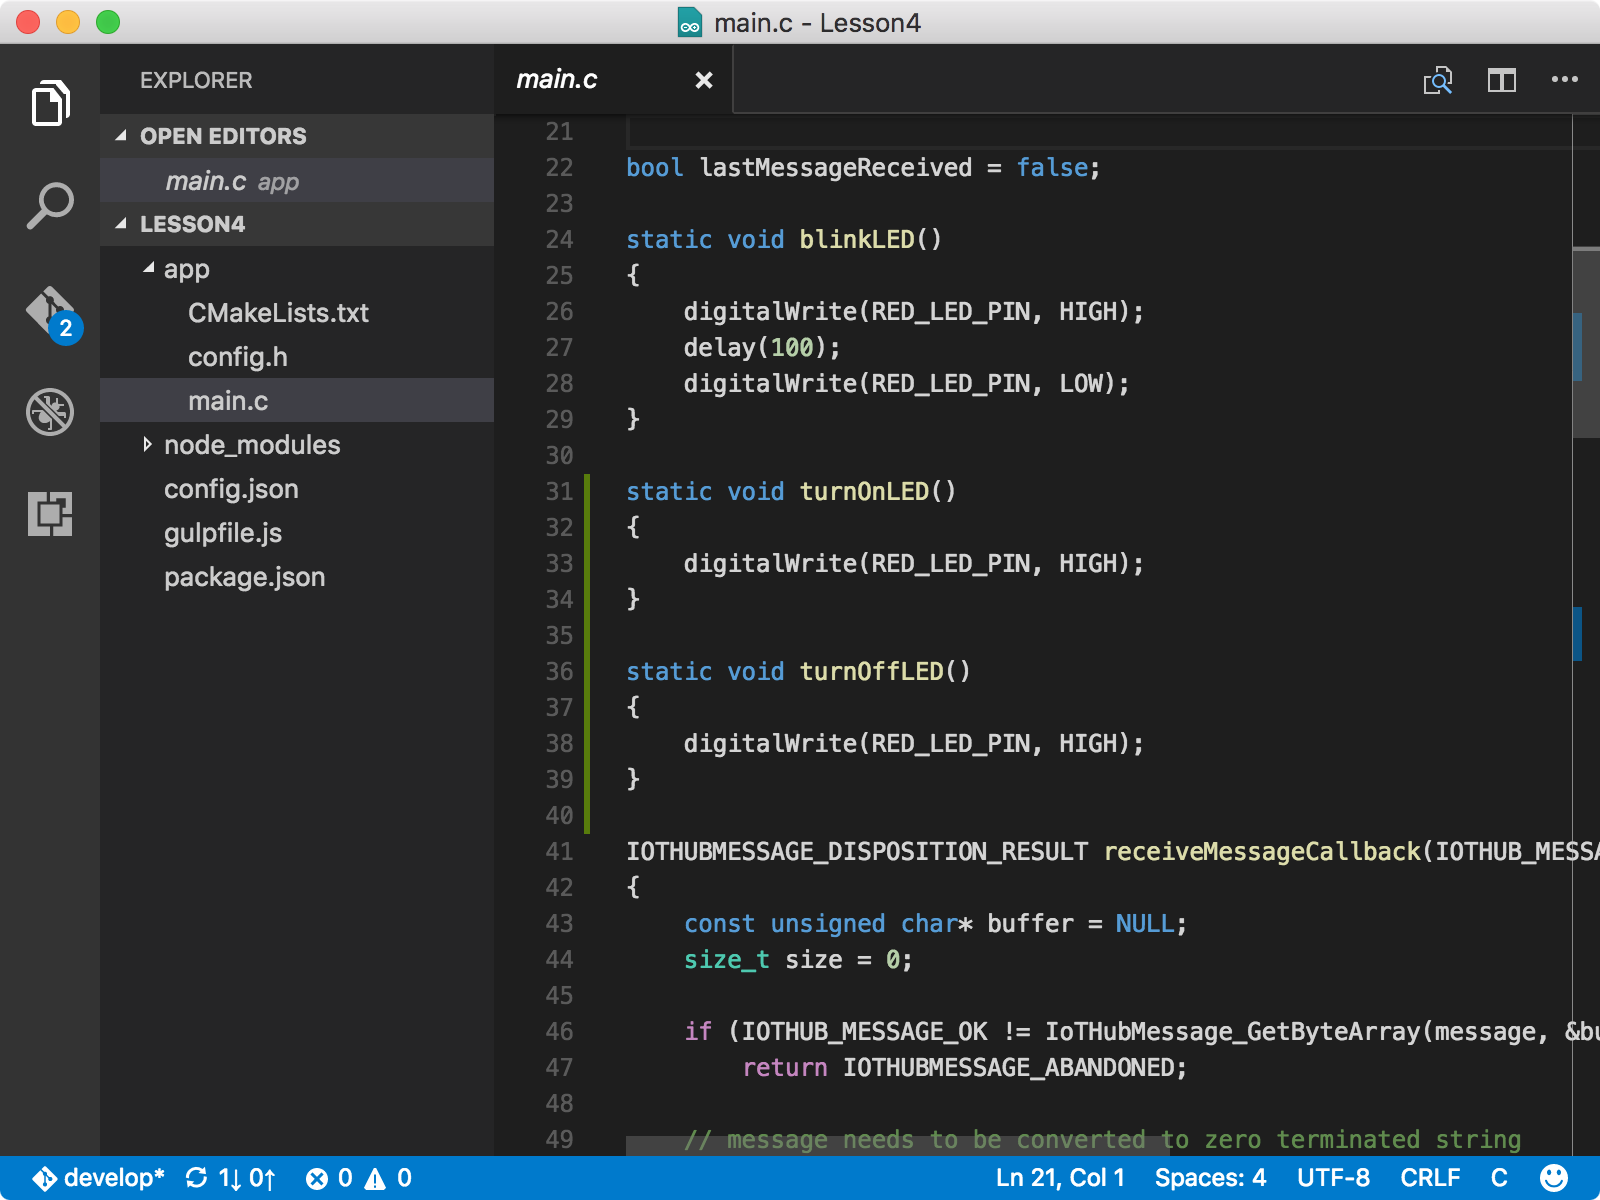 main.c - Lesson4
EXPLORER
OPEN EDITORS
main.c app
LESSON4
app
CMakeLists.txt
config.h
main.c
node_modules
config.json
gulpfile.js
package.json
2
main.c
21
22 bool lastMessageReceived = false;
23
24 static void blinkLED()
25 {
26     digitalWrite(RED_LED_PIN, HIGH);
27     delay(100);
28     digitalWrite(RED_LED_PIN, LOW);
29 }
30
31 static void turnOnLED()
32 {
33     digitalWrite(RED_LED_PIN, HIGH);
34 }
35
36 static void turnOffLED()
37 {
38     digitalWrite(RED_LED_PIN, HIGH);
39 }
40
41 IOTHUBMESSAGE_DISPOSITION_RESULT receiveMessageCallback(IOTHUB_MESSA
42 {
43     const unsigned char* buffer = NULL;
44     size_t size = 0;
45
46     if (IOTHUB_MESSAGE_OK != IoTHubMessage_GetByteArray(message, &bu
47         return IOTHUBMESSAGE_ABANDONED;
48
49     // message needs to be converted to zero terminated string
develop* 1↓ 0↑ 0 0 Ln 21, Col 1 Spaces: 4 UTF-8 CRLF C